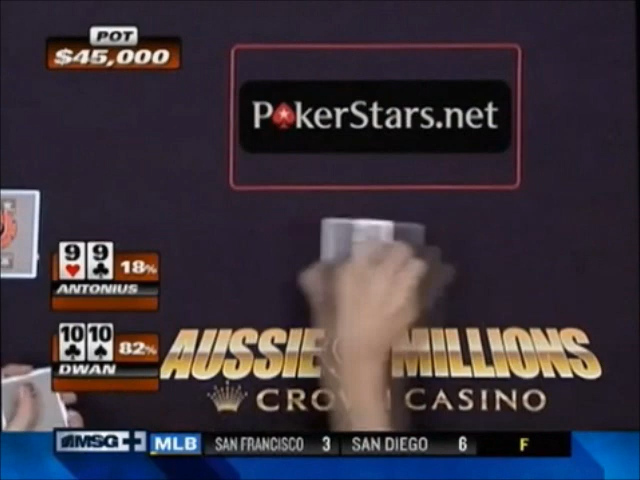 POT
$45,000
PokerStars.net
9 9 18%
ANTONIUS
10 10 82%
DWAN
AUSSIE MILLIONS
CROWN CASINO
MSG+ MLB SAN FRANCISCO 3 SAN DIEGO 6 F